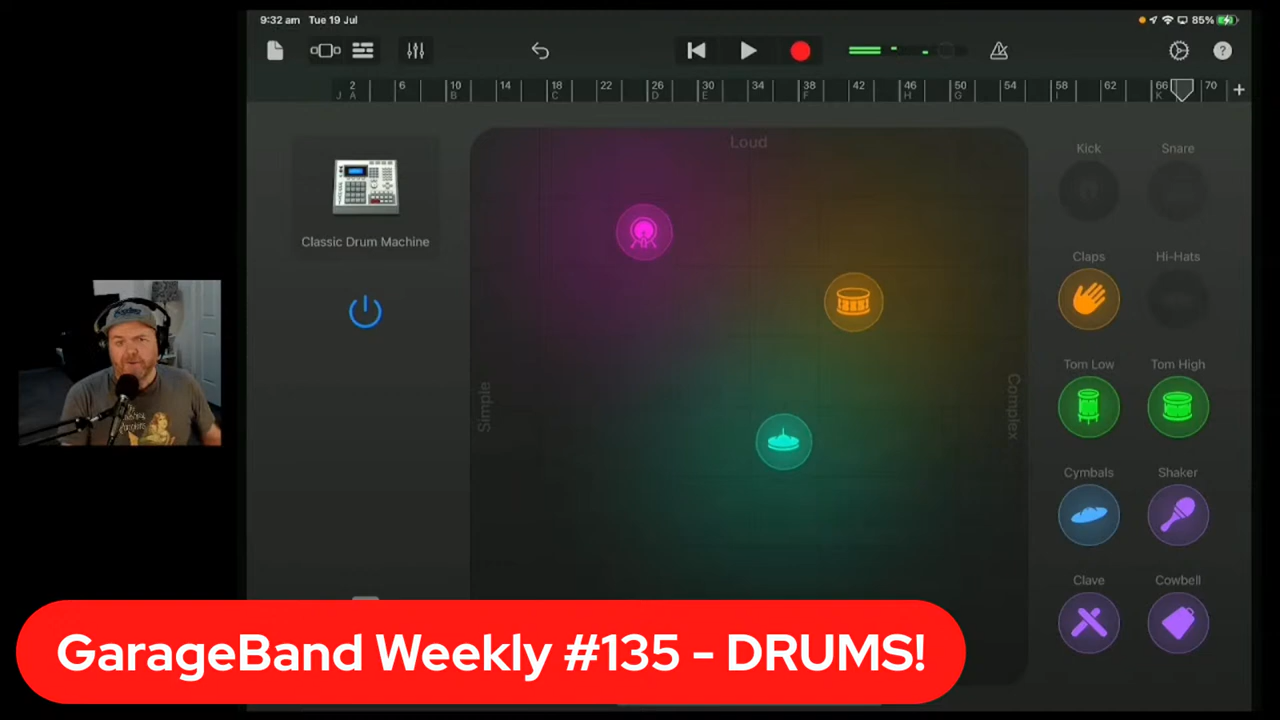 9:32 am Tue 19 Jul
85%
2 6 10 14 18 22 26 30 34 38 42 46 50 54 58 62 66 70 +
J A B C D E F G H G I K
Loud
Kick Snare
Classic Drum Machine
Claps Hi-Hats
Simple
Complex
Tom Low Tom High
Cymbals Shaker
Clave Cowbell
GarageBand Weekly #135 - DRUMS!